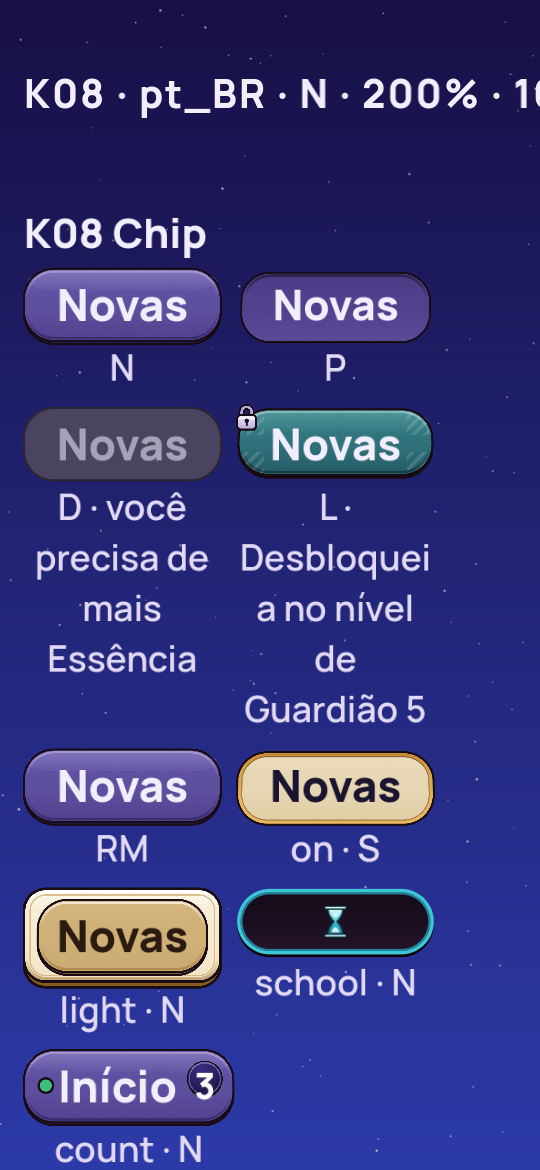 K08 · pt_BR · N · 200% ·
K08 Chip
Novas
Novas
N
P
Novas
Novas
D · você
precisa de
mais
Essência
L ·
Desbloquei
a no nível
de
Guardião 5
Novas
Novas
RM
on · S
Novas
light · N
school · N
Início 3
count · N